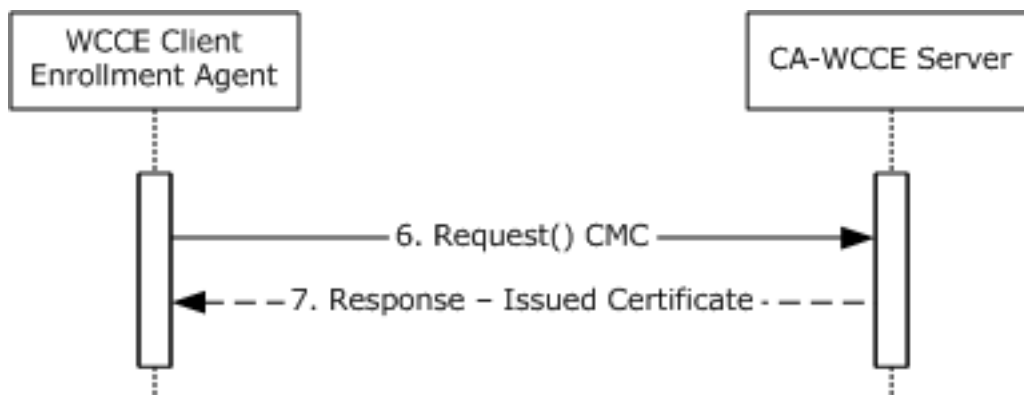 WCCE Client
Enrollment Agent
CA-WCCE Server
6. Request() CMC
7. Response – Issued Certificate